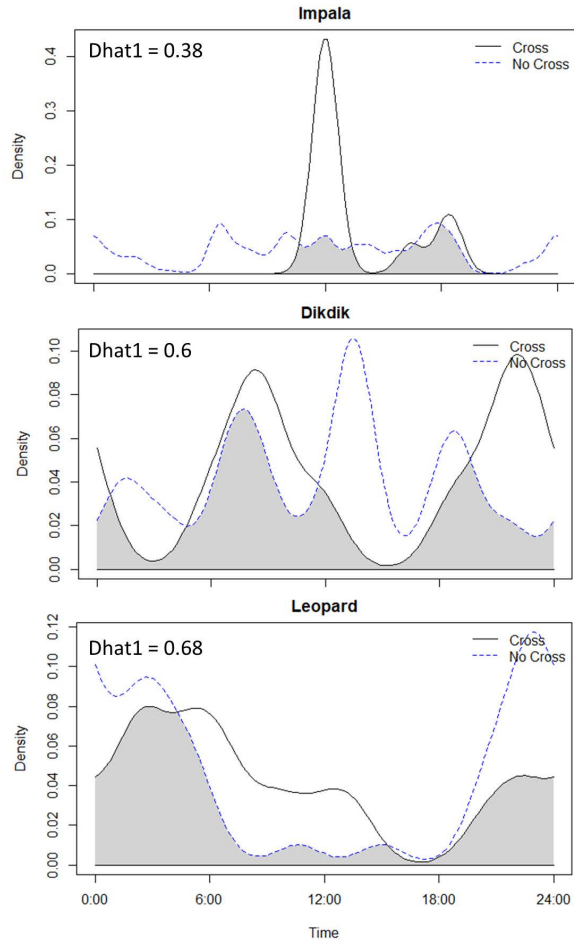 Impala
Dhat1 = 0.38
Cross
No Cross
Density
0.4
0.3
0.2
0.1
0.0
Dikdik
Dhat1 = 0.6
Cross
No Cross
Density
0.10
0.08
0.06
0.04
0.02
0.00
Leopard
Dhat1 = 0.68
Cross
No Cross
Density
0.12
0.10
0.08
0.06
0.04
0.02
0.00
0:00 6:00 12:00 18:00 24:00
Time